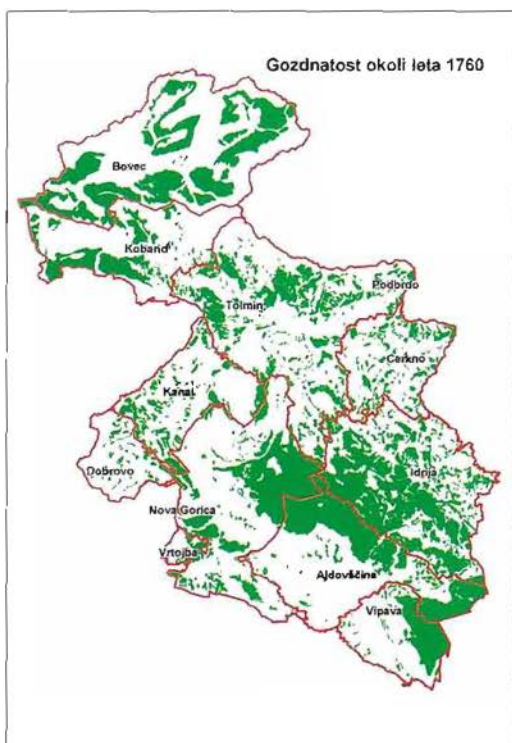 Gozdnatost okoli leta 1760
Bovec
Kobarid
Podbrdo
Tolmin
Cerkno
Kanal
Dobrovo
Idrija
Nova Gorica
Vrtojba
Ajdovščina
Vipava